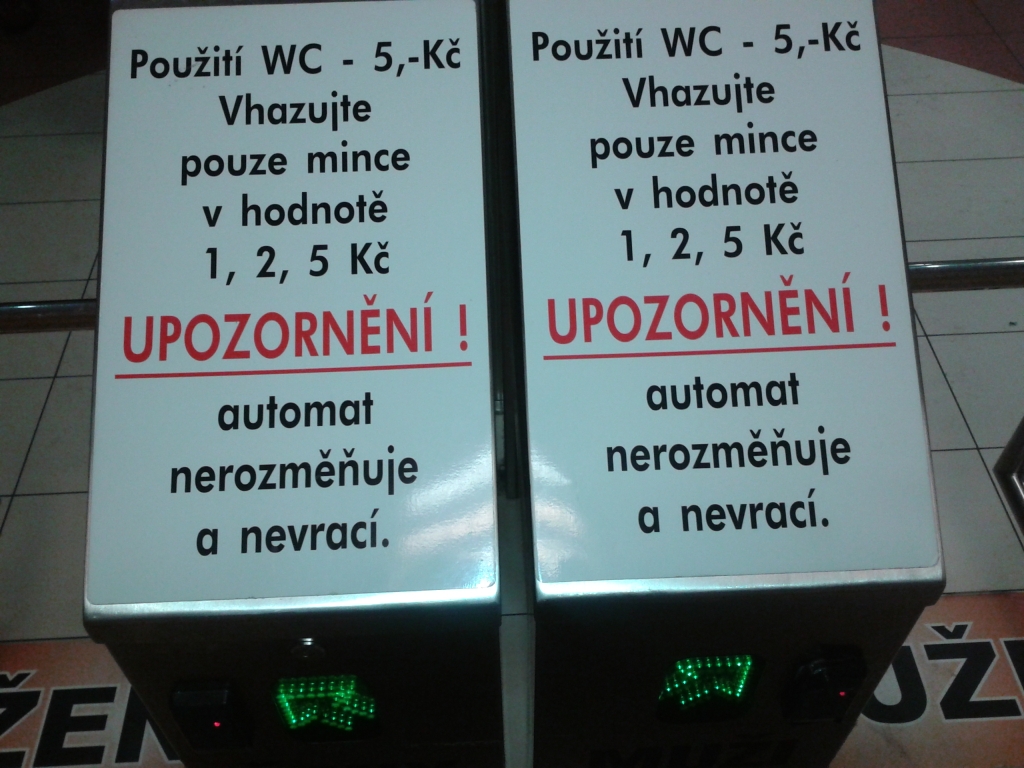 Použití WC - 5,-Kč
Vhazujte
pouze mince
v hodnotě
1, 2, 5 Kč
UPOZORNĚNÍ !
automat
nerozměňuje
a nevrací.
Použití WC - 5,-Kč
Vhazujte
pouze mince
v hodnotě
1, 2, 5 Kč
UPOZORNĚNÍ !
automat
nerozměňuje
a nevrací.